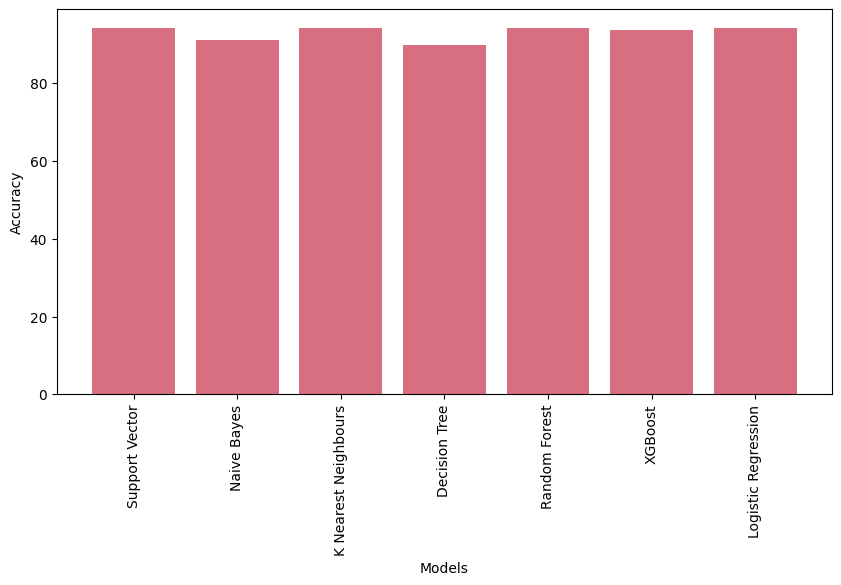 Accuracy
80
60
40
20
0
Support Vector
Naive Bayes
K Nearest Neighbours
Decision Tree
Random Forest
XGBoost
Logistic Regression
Models